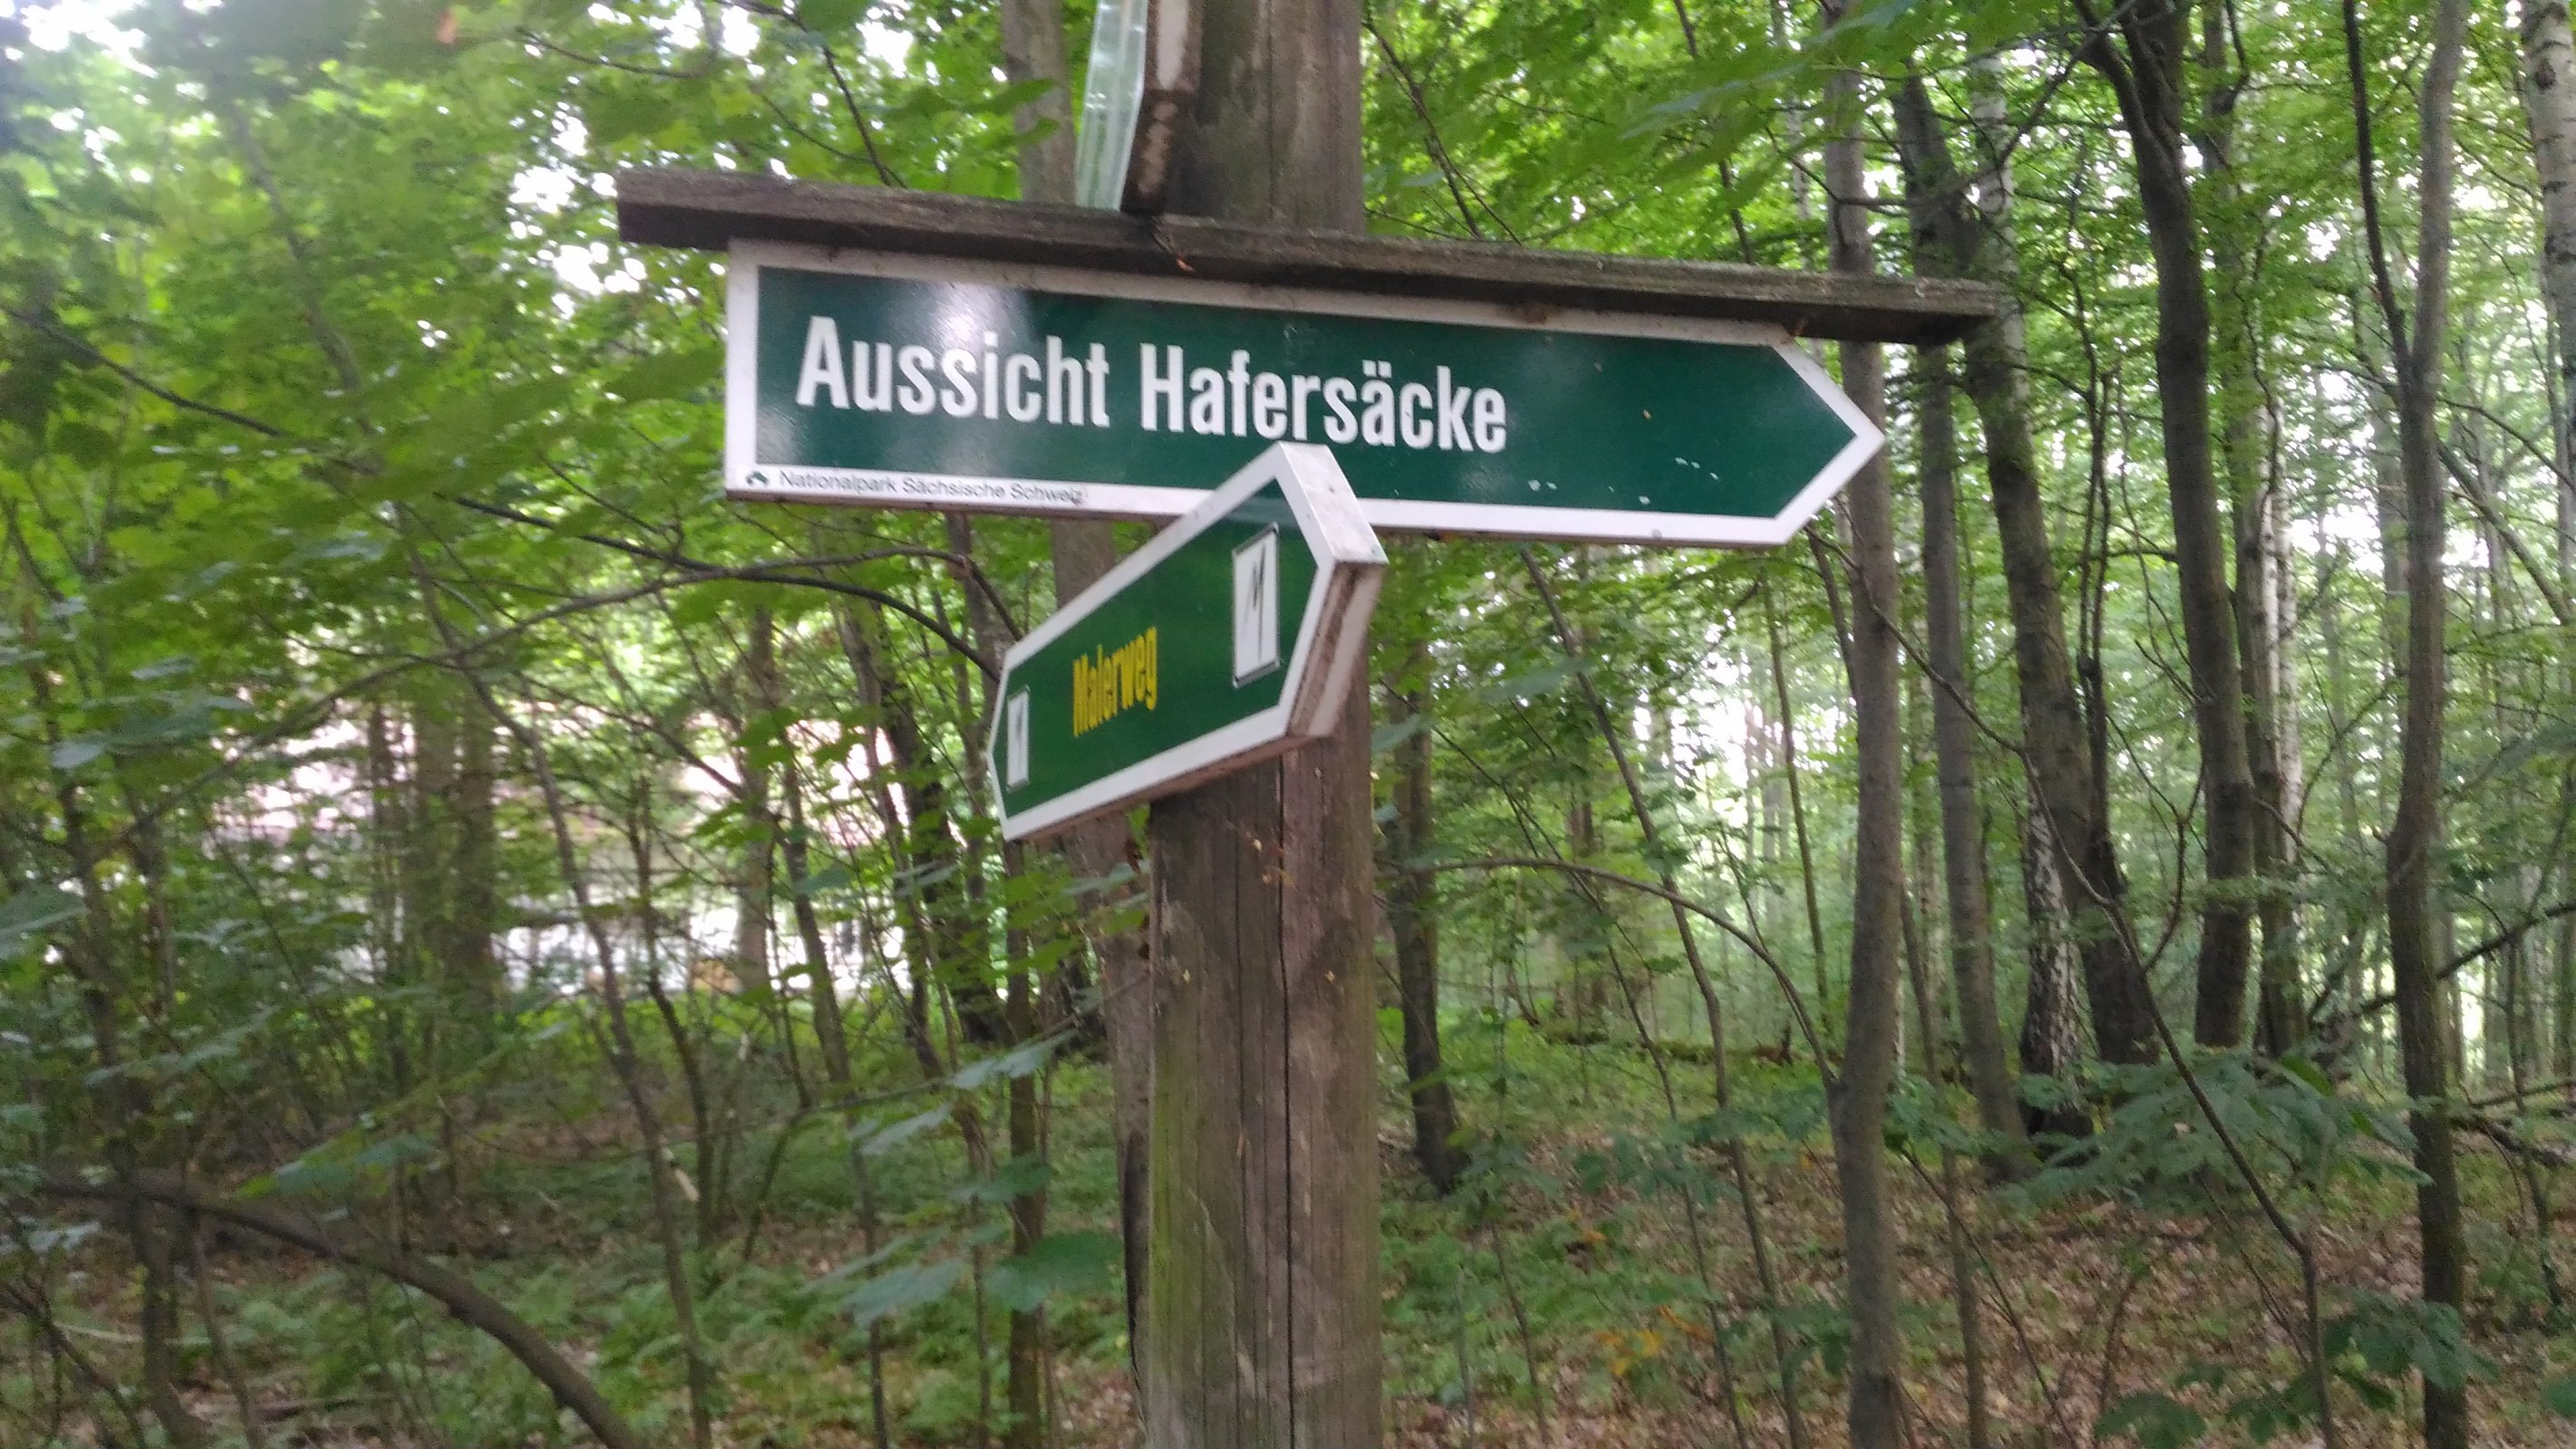 Aussicht Hafersäcke
Nationalpark Sächsische Schweiz
Malerweg
M
M